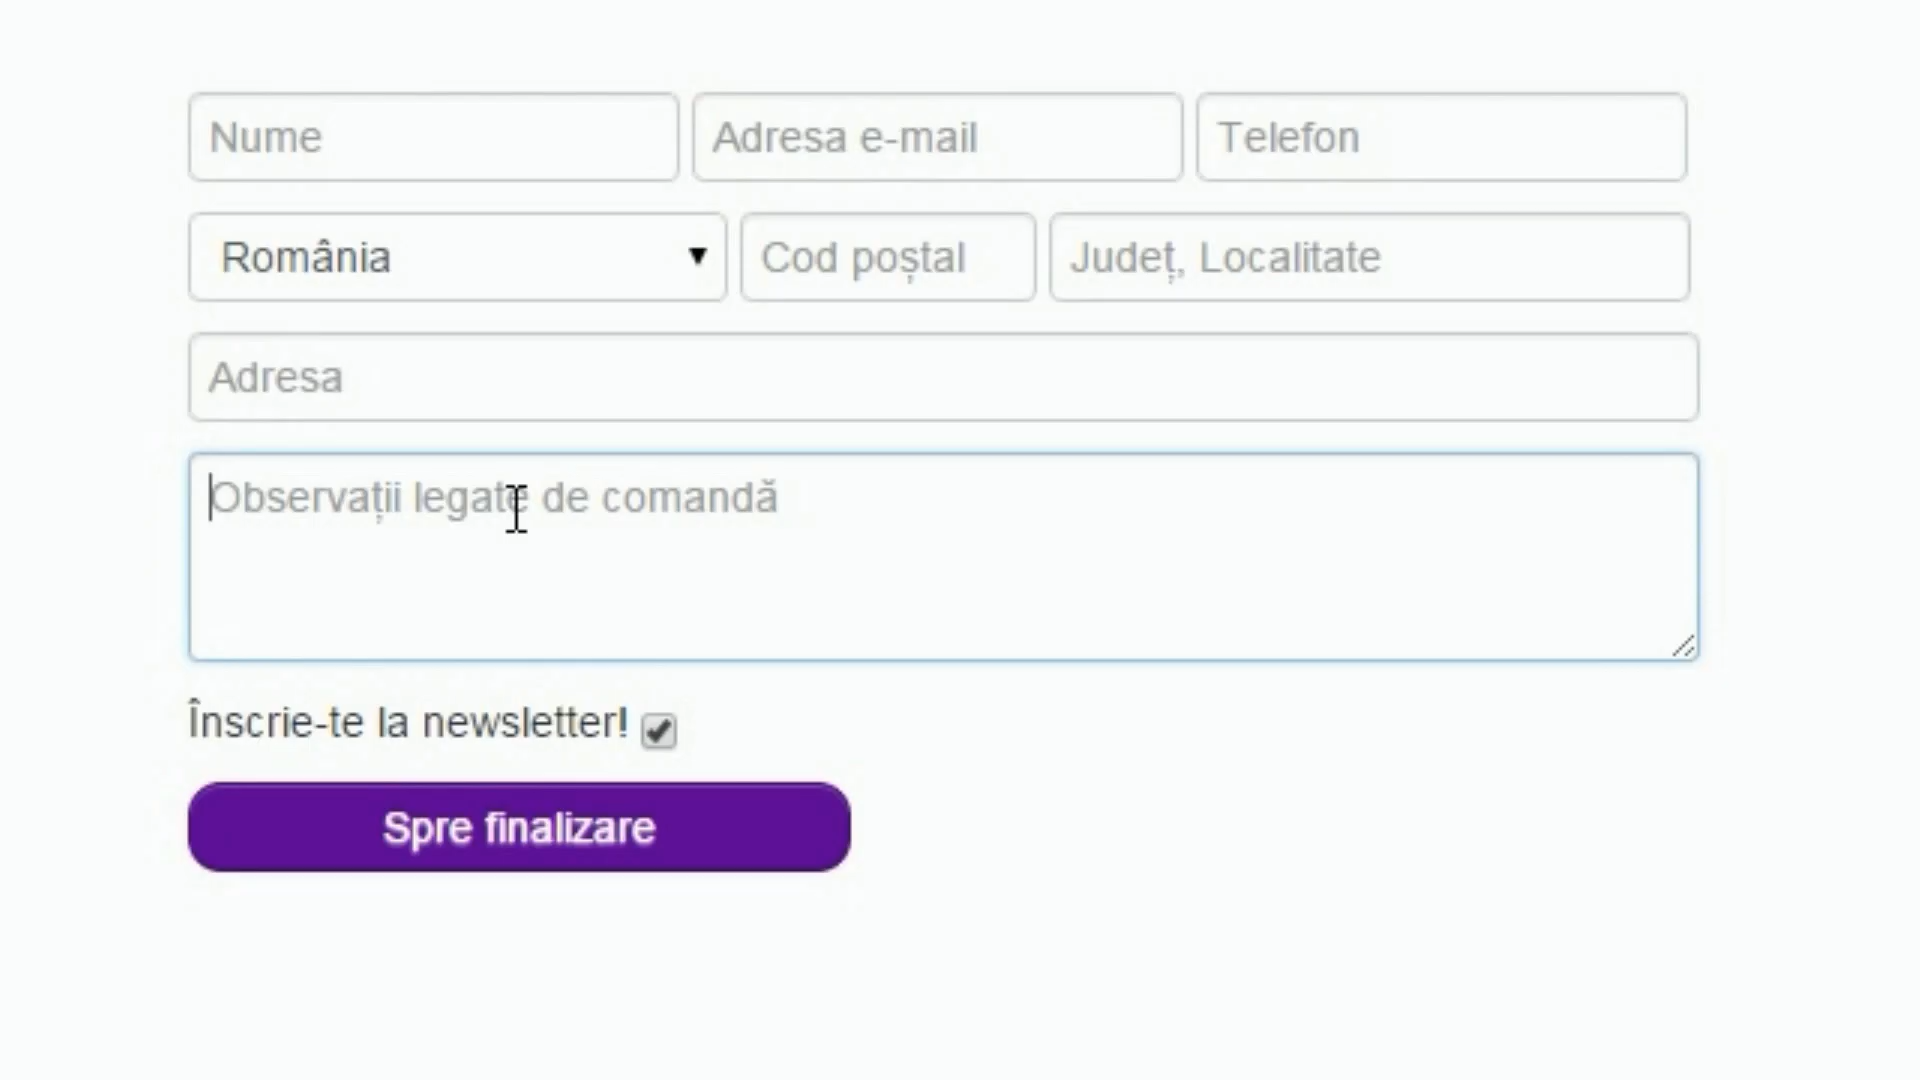 Nume Adresa e-mail Telefon
România Cod poștal Județ, Localitate
Adresa
Observații legate de comandă
Înscrie-te la newsletter!
Spre finalizare